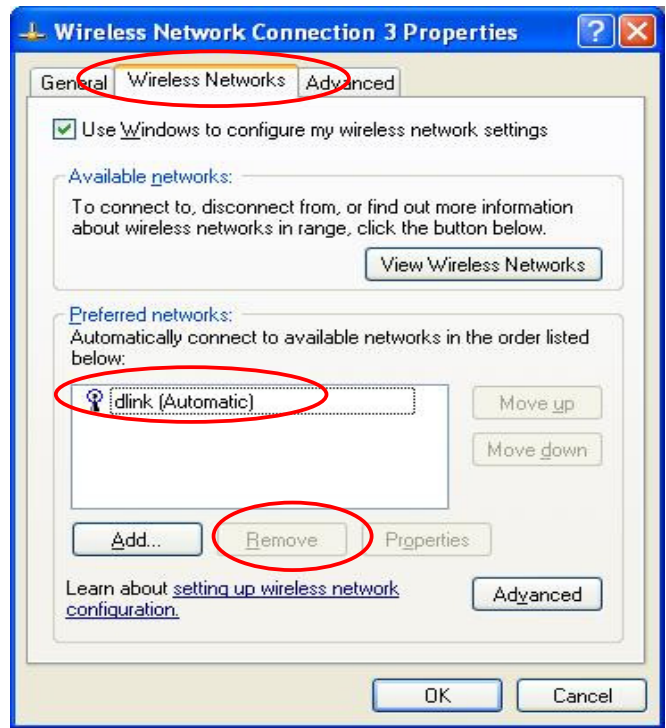 Wireless Network Connection 3 Properties
General Wireless Networks Advanced
Use Windows to configure my wireless network settings
Available networks:
To connect to, disconnect from, or find out more information
about wireless networks in range, click the button below.
View Wireless Networks
Preferred networks:
Automatically connect to available networks in the order listed
below:
dlink (Automatic)
Move up
Move down
Add... Remove Properties
Learn about setting up wireless network
configuration.
Advanced
OK Cancel